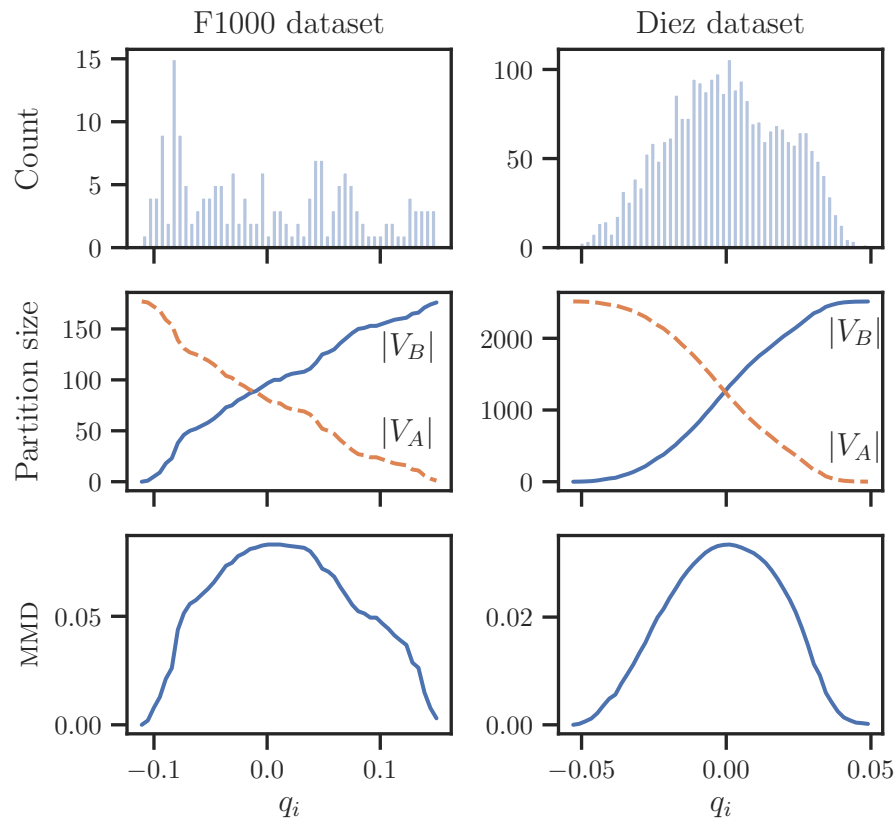 F1000 dataset
Diez dataset
Count
15
10
5
0
100
50
0
Partition size
150
100
50
0
|V_B|
|V_A|
2000
1000
0
|V_B|
|V_A|
MMD
0.05
0.00
0.02
0.00
−0.1
0.0
0.1
−0.05
0.00
0.05
q_i
q_i